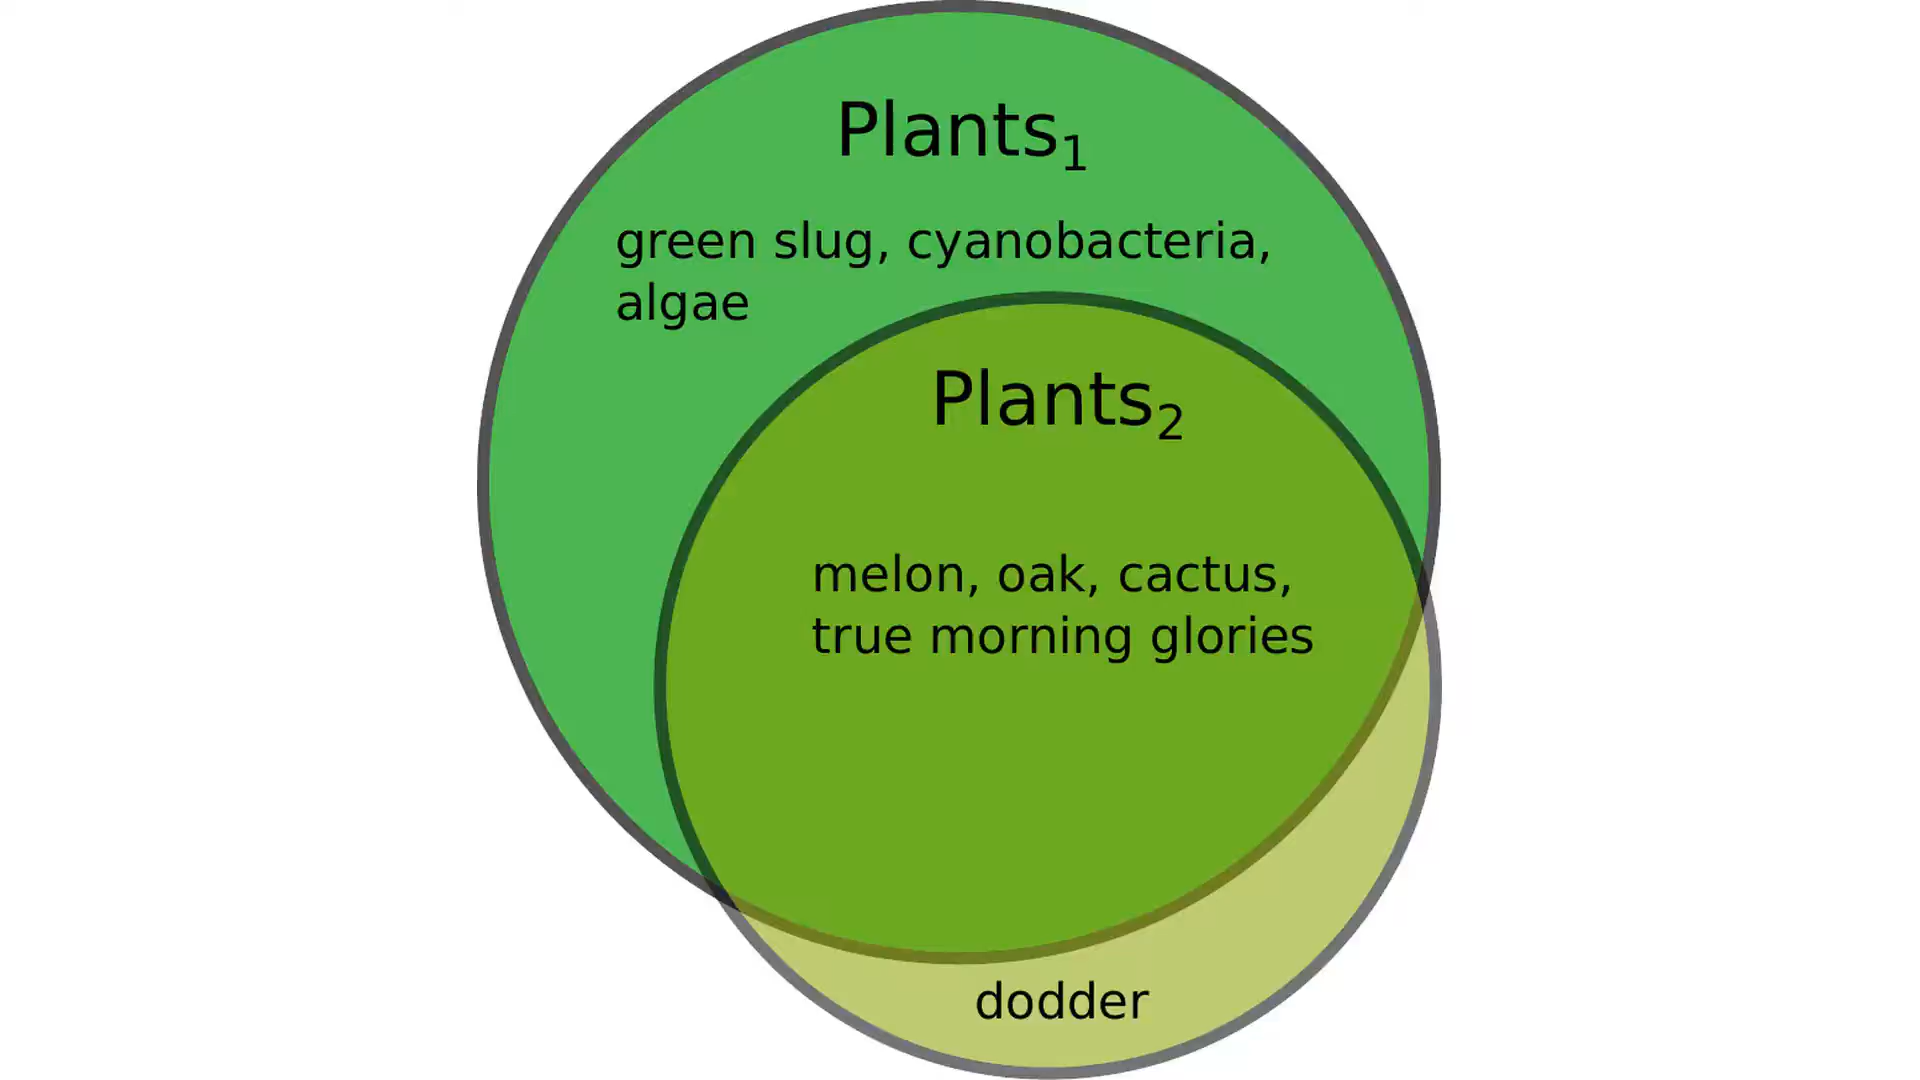 Plants₁
green slug, cyanobacteria,
algae
Plants₂
melon, oak, cactus,
true morning glories
dodder